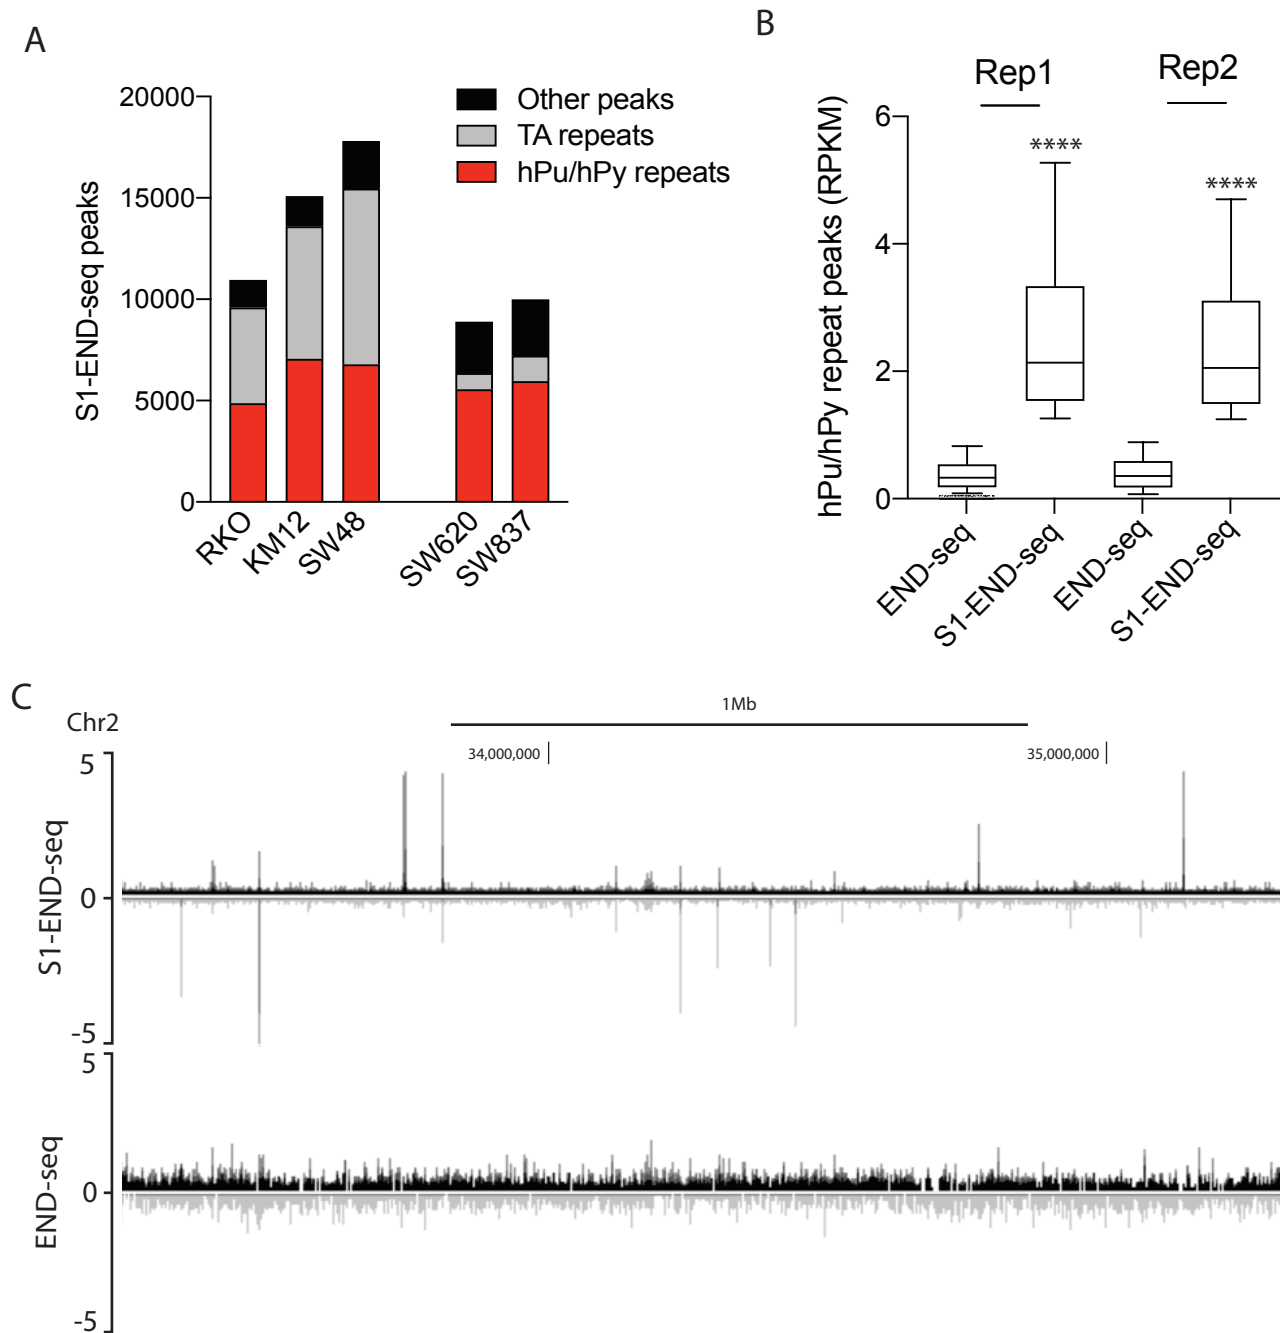 A
20000
15000
10000
5000
0
S1-END-seq peaks
Other peaks
TA repeats
hPu/hPy repeats
RKO
KM12
SW48
SW620
SW837
B
Rep1
Rep2
6
4
2
0
hPu/hPy repeat peaks (RPKM)
****
****
END-seq
S1-END-seq
END-seq
S1-END-seq
C
Chr2
1Mb
34,000,000
35,000,000
5
0
-5
S1-END-seq
5
0
-5
END-seq